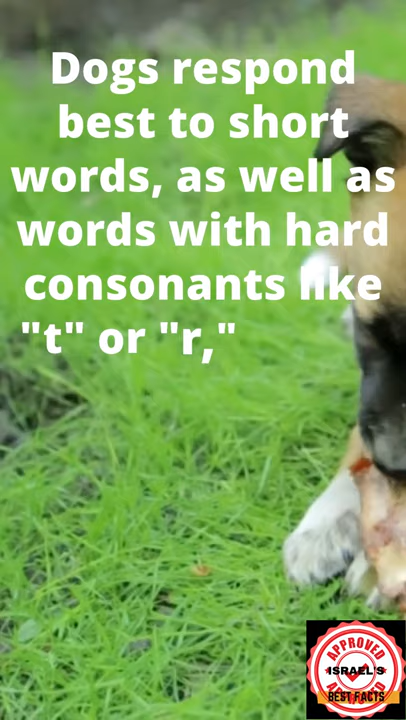 Dogs respond
best to short
words, as well as
words with hard
consonants like
"t" or "r,"
APPROVED
ISRAEL'S
BEST FACTS